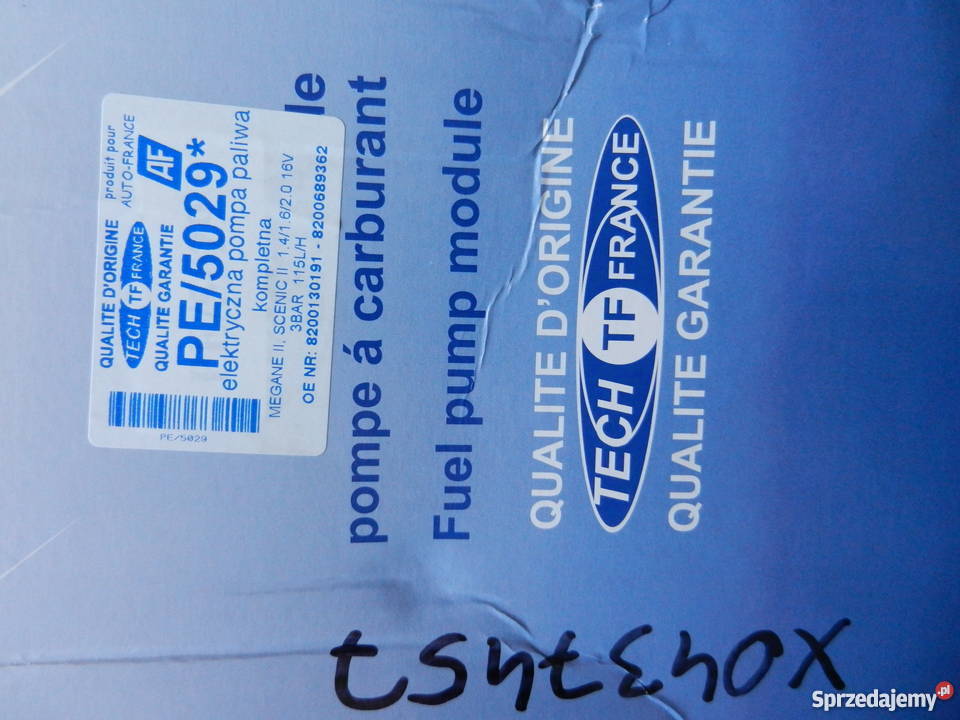 QUALITE D'ORIGINE
TECH TF FRANCE
QUALITE GARANTIE
produit pour
AUTO-FRANCE
AF
PE/5029*
elektryczna pompa paliwa
kompletna
MEGANE II, SCENIC II 1.4/1.6/2.0 16V
3BAR 115L/H
OE NR: 8200130191 - 8200689362
PE/5029
le
pompe á carburant
Fuel pump module
QUALITE D'ORIGINE
TECH TF FRANCE
QUALITE GARANTIE
X0437457
Sprzedajemy.pl